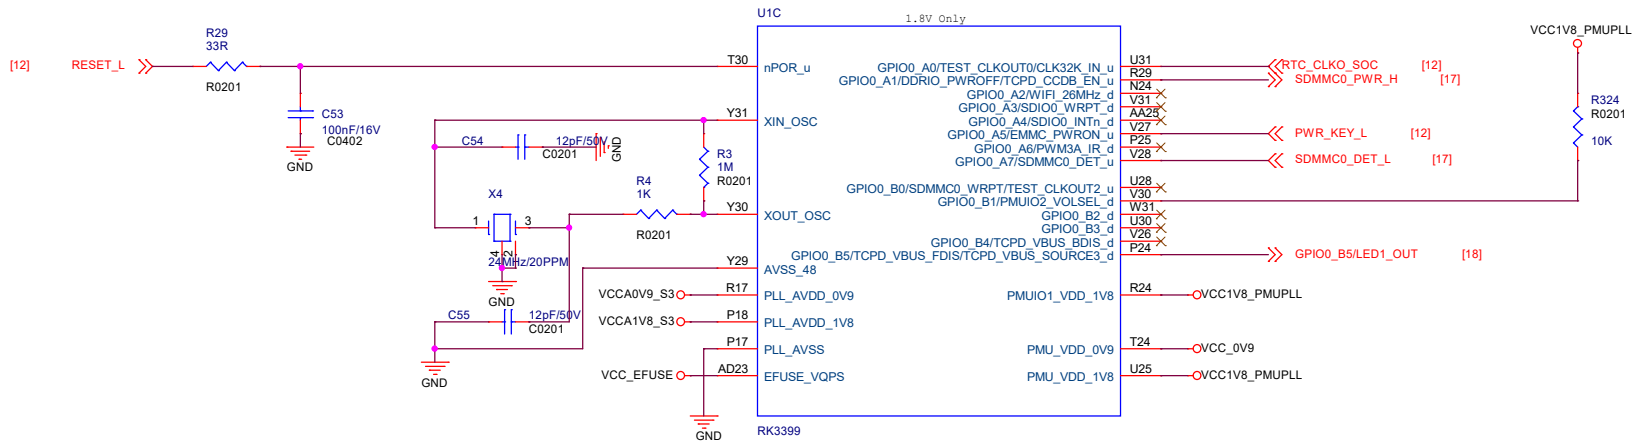 U1C
1.8V Only
VCC1V8_PMUPLL
R29
33R
R0201
[12] RESET_L
T30
nPOR_u
GPIO0_A0/TEST_CLKOUT0/CLK32K_IN_u
U31
RTC_CLKO_SOC [12]
GPIO0_A1/DDRIO_PWROFF/TCPD_CCDB_EN_u
R29
SDMMC0_PWR_H [17]
GPIO0_A2/WIFI_26MHz_d
N24
GPIO0_A3/SDIO0_WRPT_d
V31
GPIO0_A4/SDIO0_INTn_d
AA25
GPIO0_A5/EMMC_PWRON_u
V27
PWR_KEY_L [12]
GPIO0_A6/PWM3A_IR_d
P25
GPIO0_A7/SDMMC0_DET_u
V28
SDMMC0_DET_L [17]
R324
R0201
10K
C53
100nF/16V
C0402
GND
Y31
XIN_OSC
C54
12pF/50V
C0201
GND
R3
1M
R0201
R4
1K
R0201
X4
1
3
4
2
24MHz/20PPM
GND
Y30
XOUT_OSC
GPIO0_B0/SDMMC0_WRPT/TEST_CLKOUT2_u
U28
GPIO0_B1/PMUIO2_VOLSEL_d
V30
GPIO0_B2_d
W31
GPIO0_B3_d
U30
GPIO0_B4/TCPD_VBUS_BDIS_d
V26
GPIO0_B5/TCPD_VBUS_FDIS/TCPD_VBUS_SOURCE3_d
P24
GPIO0_B5/LED1_OUT [18]
Y29
AVSS_48
VCCA0V9_S3
R17
PLL_AVDD_0V9
PMUIO1_VDD_1V8
R24
VCC1V8_PMUPLL
C55
12pF/50V
C0201
VCCA1V8_S3
P18
PLL_AVDD_1V8
P17
PLL_AVSS
PMU_VDD_0V9
T24
VCC_0V9
GND
VCC_EFUSE
AD23
EFUSE_VQPS
PMU_VDD_1V8
U25
VCC1V8_PMUPLL
GND
RK3399